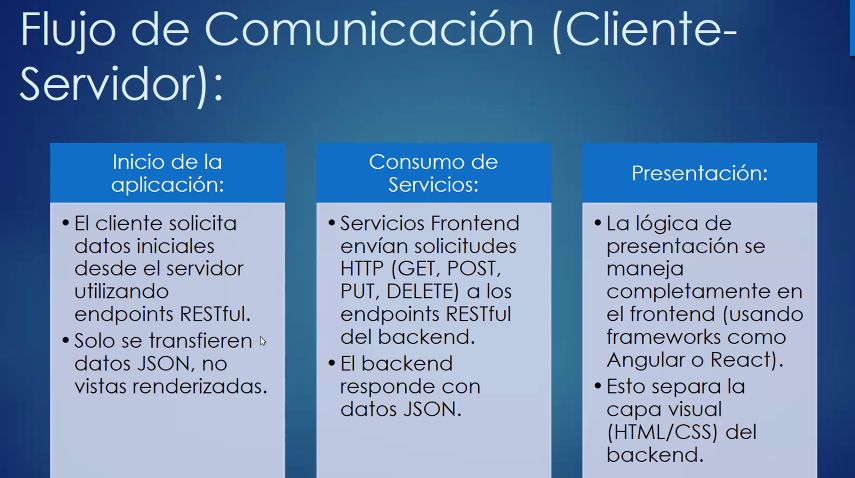 Flujo de Comunicación (Cliente-
Servidor):
Inicio de la
aplicación:
• El cliente solicita
datos iniciales
desde el servidor
utilizando
endpoints RESTful.
• Solo se transfieren
datos JSON, no
vistas renderizadas.
Consumo de
Servicios:
• Servicios Frontend
envían solicitudes
HTTP (GET, POST,
PUT, DELETE) a los
endpoints RESTful
del backend.
• El backend
responde con
datos JSON.
Presentación:
• La lógica de
presentación se
maneja
completamente en
el frontend (usando
frameworks como
Angular o React).
• Esto separa la
capa visual
(HTML/CSS) del
backend.